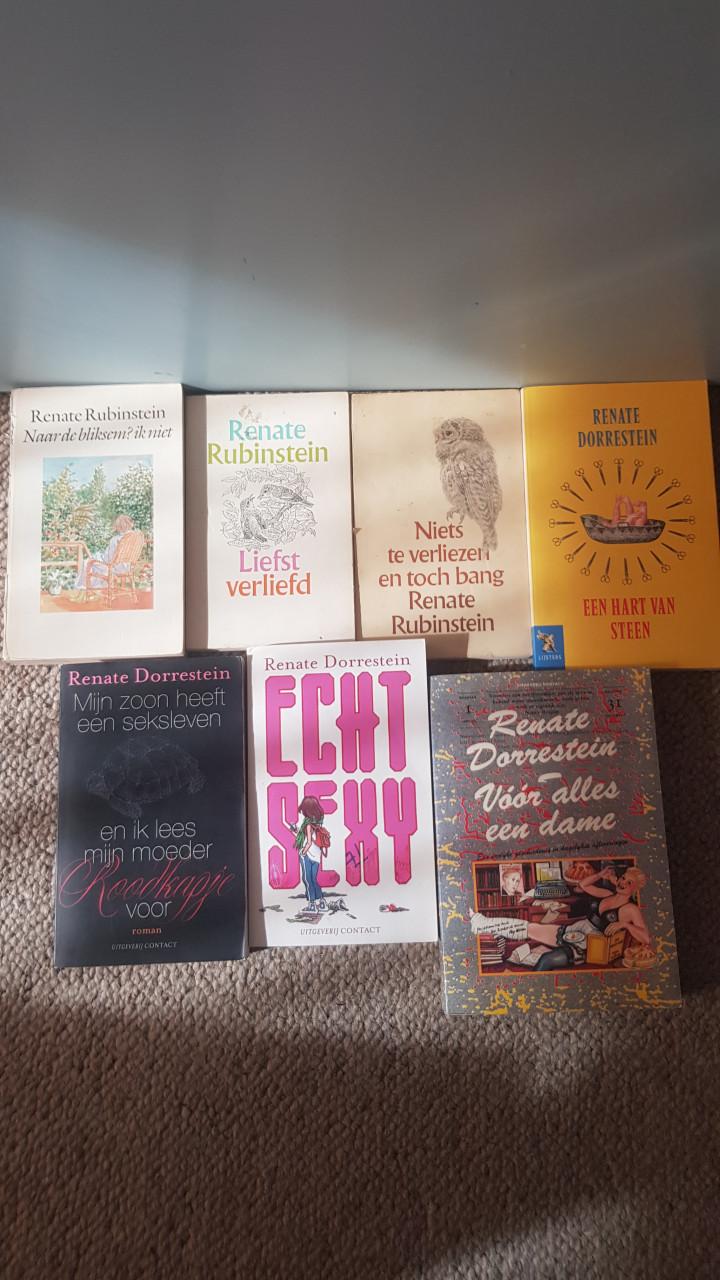 Renate Rubinstein
Naar de bliksem? ik niet
Renate
Rubinstein
Liefst
verliefd
Niets
te verliezen
en toch bang
Renate
Rubinstein
RENATE
DORRESTEIN
EEN HART VAN
STEEN
LIJSTERS
Renate Dorrestein
Mijn zoon heeft
een seksleven
en ik lees
mijn moeder
Roodkapje
voor
roman
UITGEVERIJ CONTACT
Renate Dorrestein
ECHT
SEXY
UITGEVERIJ CONTACT
1
31
Renate
Dorrestein
Vóór alles
een dame